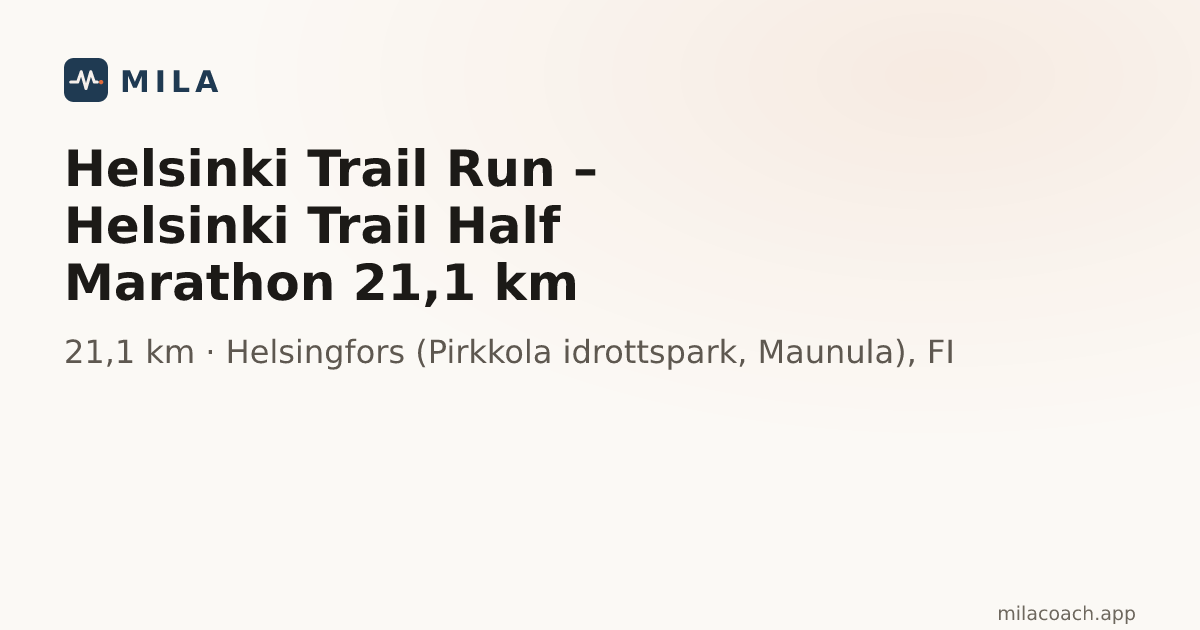 MILA
Helsinki Trail Run –
Helsinki Trail Half
Marathon 21,1 km
21,1 km · Helsingfors (Pirkkola idrottspark, Maunula), FI
milacoach.app